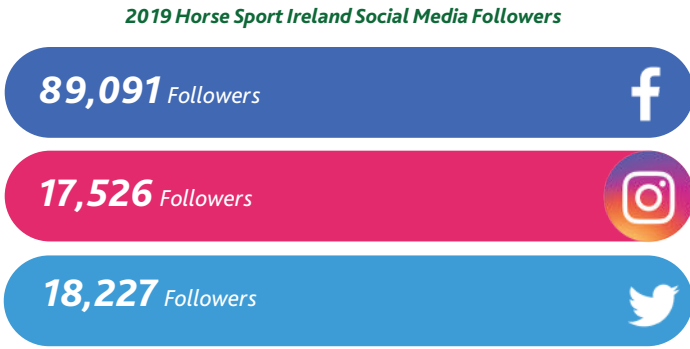 2019 Horse Sport Ireland Social Media Followers
89,091 Followers
17,526 Followers
18,227 Followers